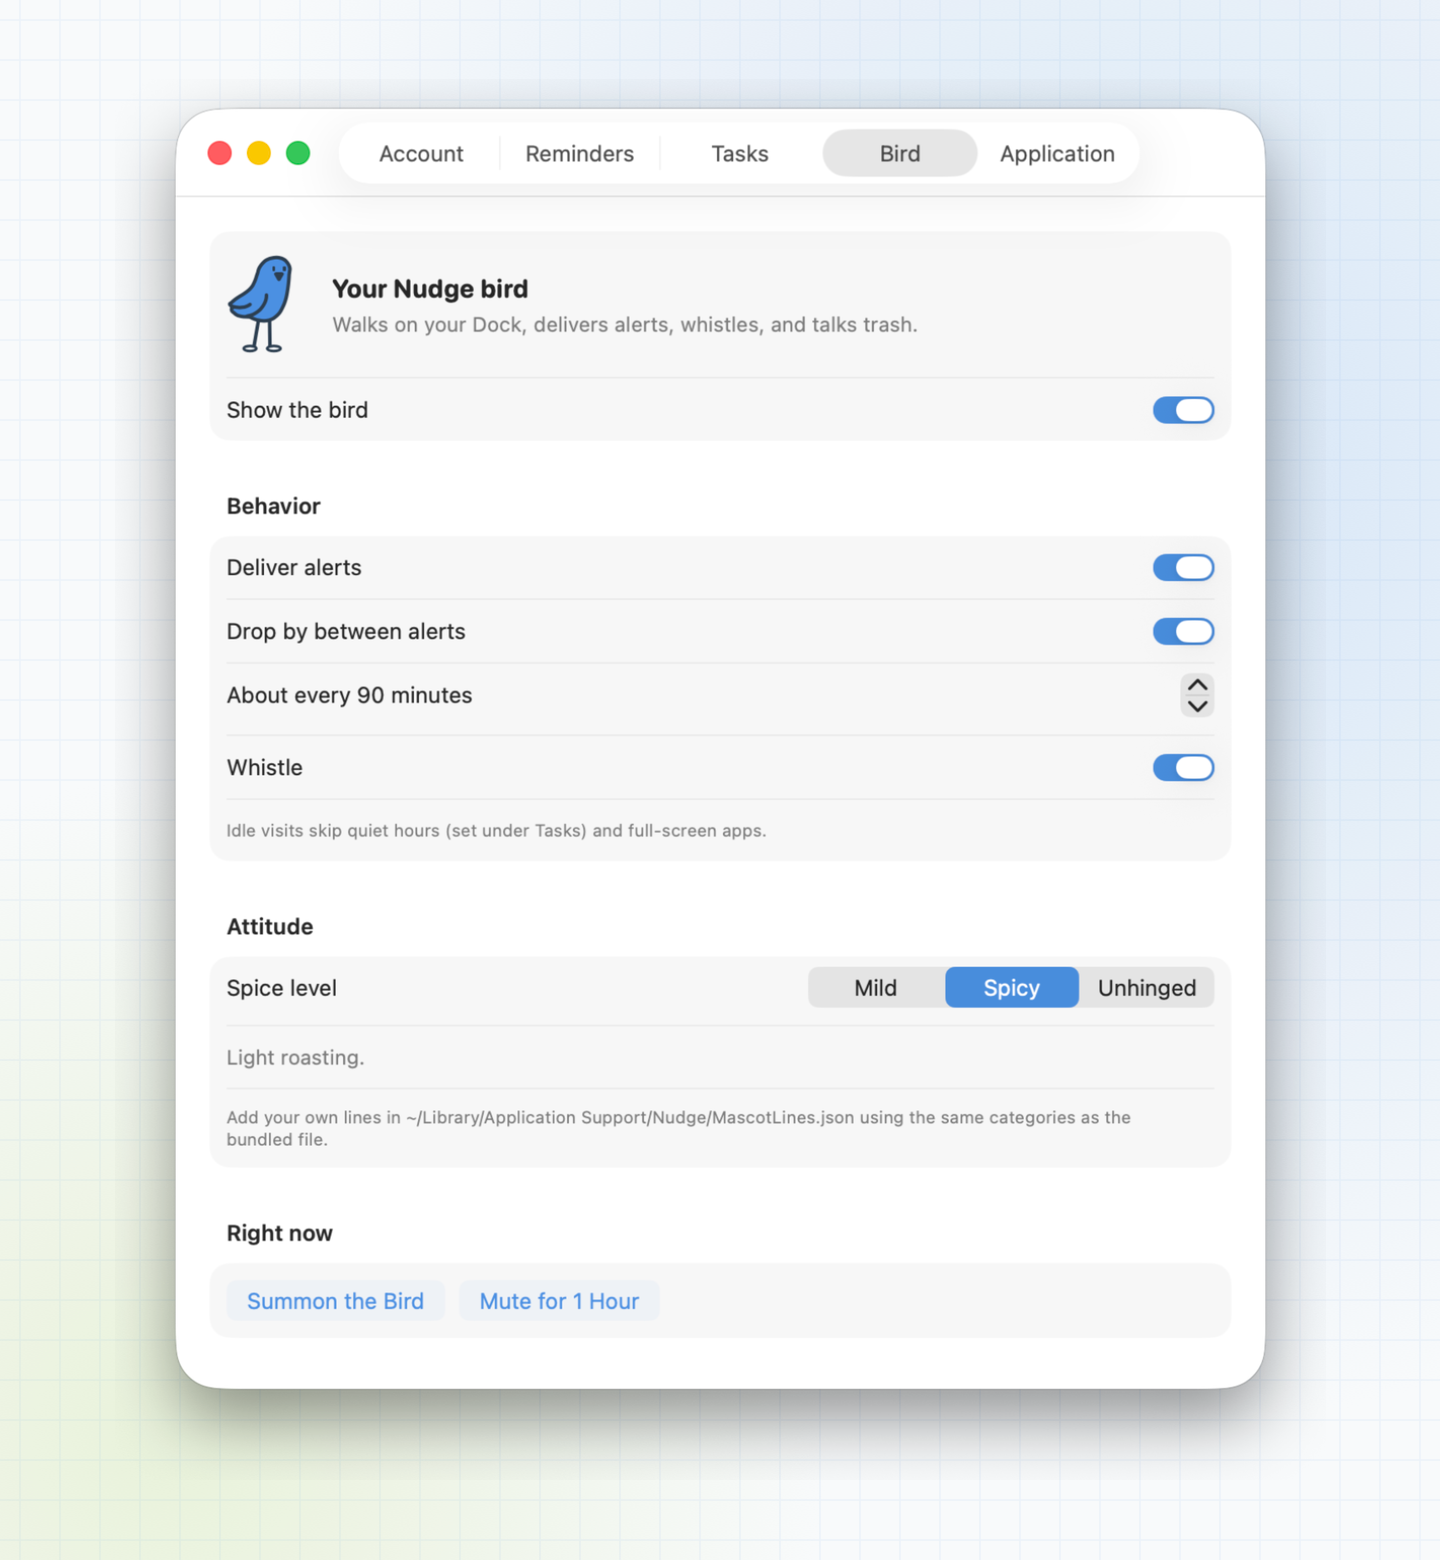 Account Reminders Tasks Bird Application
Your Nudge bird
Walks on your Dock, delivers alerts, whistles, and talks trash.
Show the bird
Behavior
Deliver alerts
Drop by between alerts
About every 90 minutes
Whistle
Idle visits skip quiet hours (set under Tasks) and full-screen apps.
Attitude
Spice level Mild Spicy Unhinged
Light roasting.
Add your own lines in ~/Library/Application Support/Nudge/MascotLines.json using the same categories as the
bundled file.
Right now
Summon the Bird Mute for 1 Hour